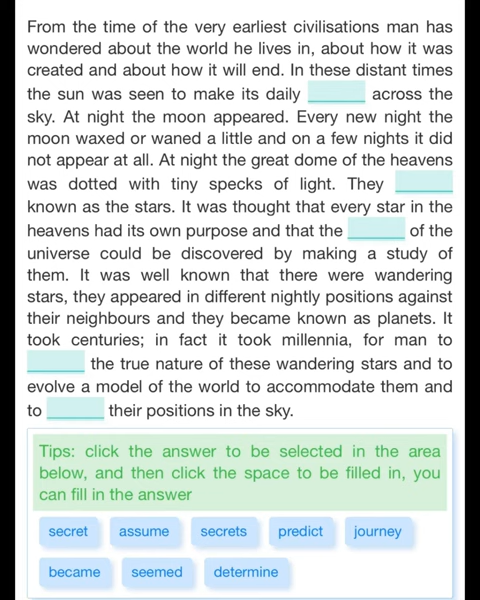 From the time of the very earliest civilisations man has
wondered about the world he lives in, about how it was
created and about how it will end. In these distant times
the sun was seen to make its daily across the
sky. At night the moon appeared. Every new night the
moon waxed or waned a little and on a few nights it did
not appear at all. At night the great dome of the heavens
was dotted with tiny specks of light. They
known as the stars. It was thought that every star in the
heavens had its own purpose and that the of the
universe could be discovered by making a study of
them. It was well known that there were wandering
stars, they appeared in different nightly positions against
their neighbours and they became known as planets. It
took centuries; in fact it took millennia, for man to
the true nature of these wandering stars and to
evolve a model of the world to accommodate them and
to their positions in the sky.
Tips: click the answer to be selected in the area
below, and then click the space to be filled in, you
can fill in the answer
secret assume secrets predict journey
became seemed determine